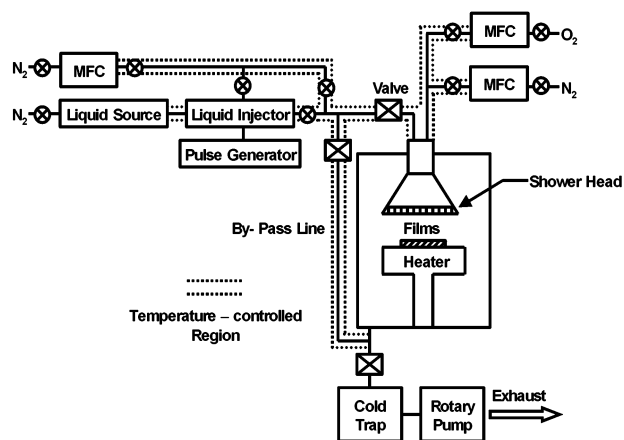 MFC
O2
N2
MFC
Valve
MFC
N2
N2
Liquid Source
Liquid Injector
Pulse Generator
Shower Head
By- Pass Line
Films
Heater
Temperature – controlled
Region
Exhaust
Cold
Trap
Rotary
Pump